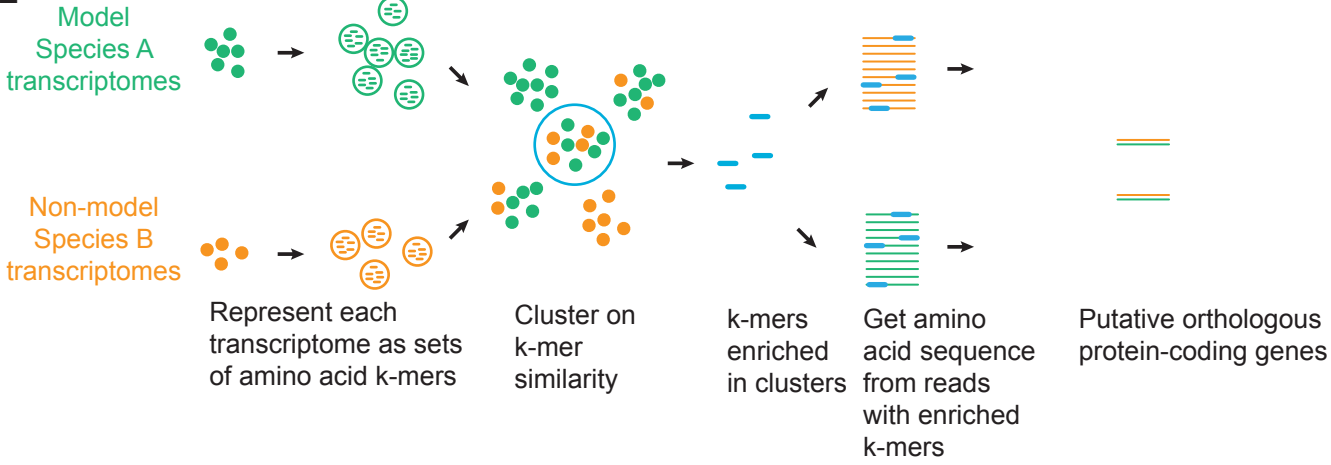 Model
Species A
transcriptomes
Non-model
Species B
transcriptomes
Represent each
transcriptome as sets
of amino acid k-mers
Cluster on
k-mer
similarity
k-mers
enriched
in clusters
Get amino
acid sequence
from reads
with enriched
k-mers
Putative orthologous
protein-coding genes